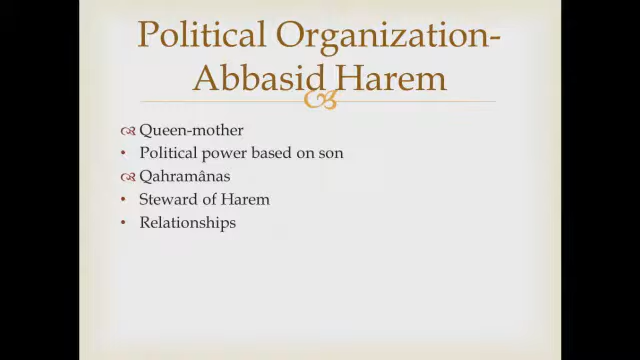 Political Organization-
Abbasid Harem
Queen-mother
• Political power based on son
Qahramânas
• Steward of Harem
• Relationships